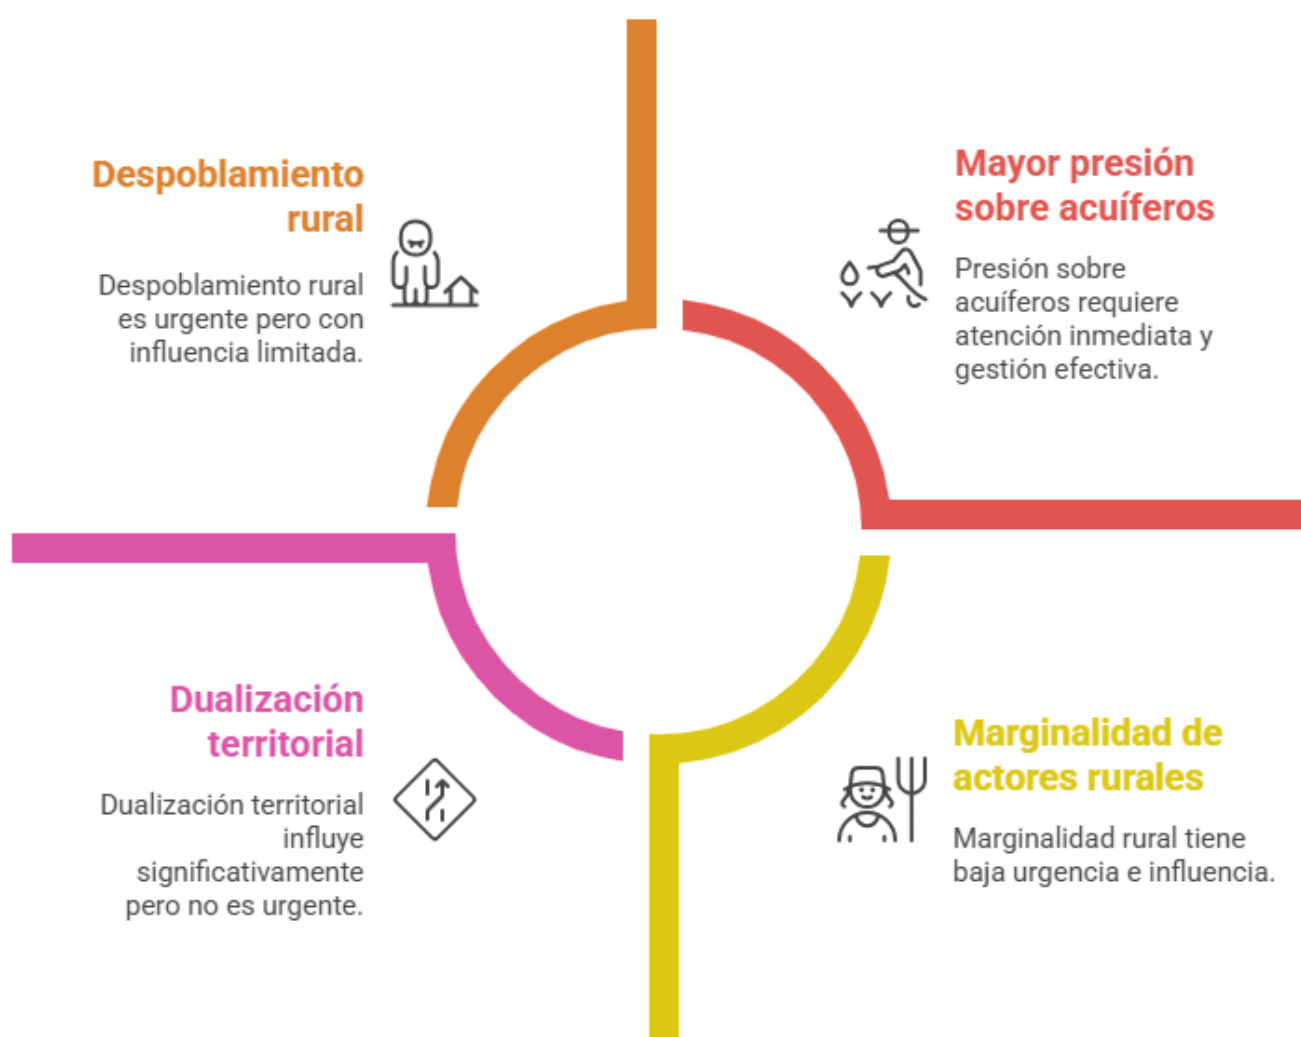 Despoblamiento
rural
Despoblamiento rural
es urgente pero con
influencia limitada.
Mayor presión
sobre acuíferos
Presión sobre
acuíferos requiere
atención inmediata y
gestión efectiva.
Dualización
territorial
Dualización territorial
influye
significativamente
pero no es urgente.
Marginalidad de
actores rurales
Marginalidad rural tiene
baja urgencia e influencia.